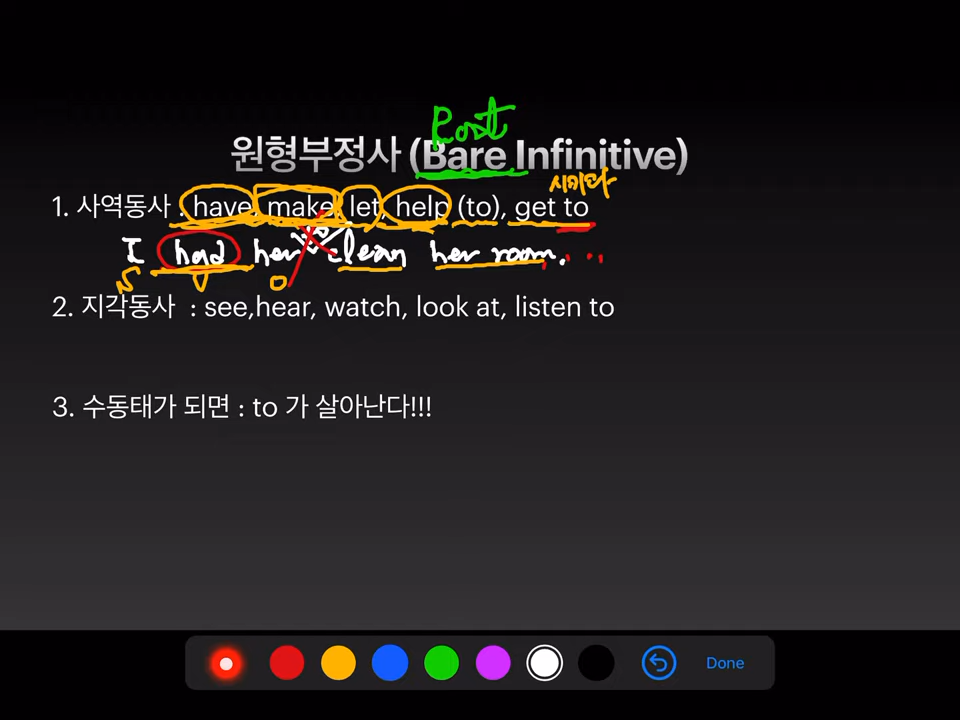 Root
원형부정사 (Bare Infinitive)
시키다
1. 사역동사 : have, make, let, help (to), get to
I had her to clean her room.
S V O
2. 지각동사 : see,hear, watch, look at, listen to
3. 수동태가 되면 : to 가 살아난다!!!
Done